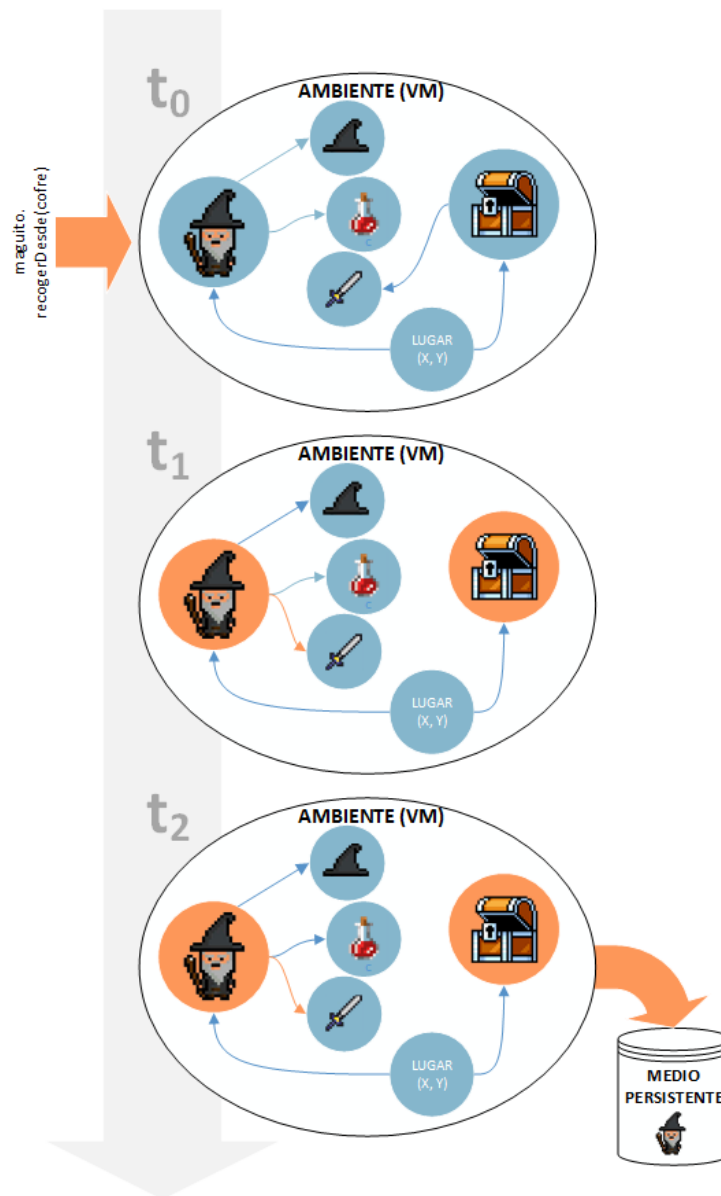 t0
AMBIENTE (VM)
maguito.
recogerDesde(cofre)
C
LUGAR
(X, Y)
t1
AMBIENTE (VM)
C
LUGAR
(X, Y)
t2
AMBIENTE (VM)
C
LUGAR
(X, Y)
MEDIO
PERSISTENTE